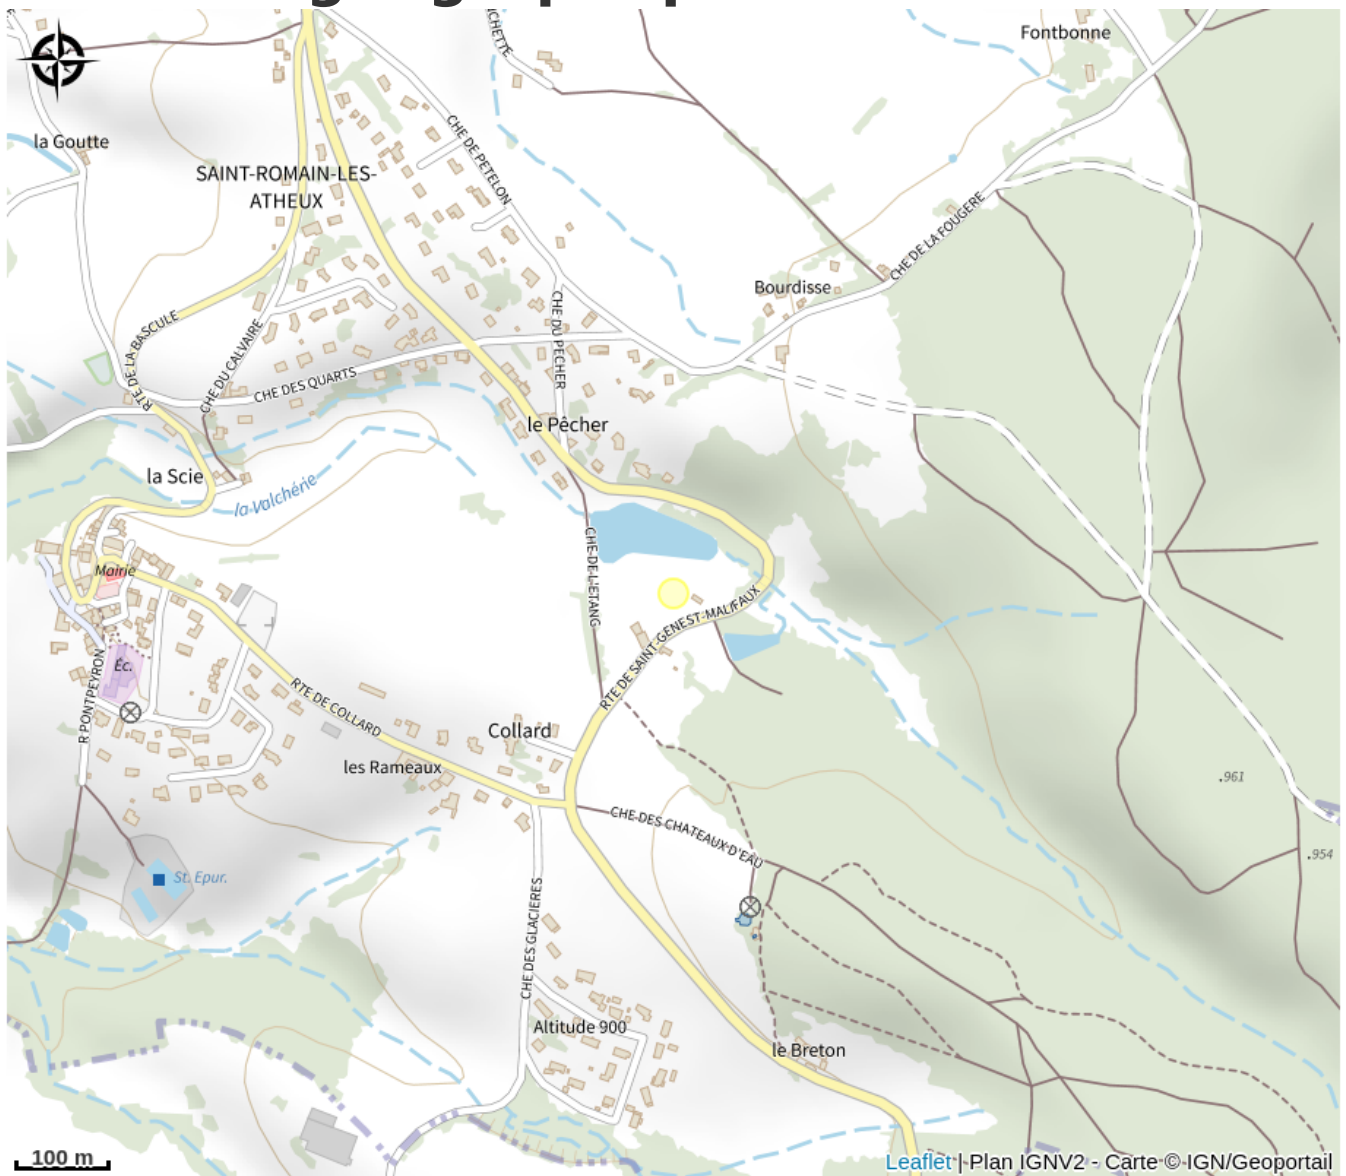 CHETTE
Fontbonne
la Goutte
CHE DE PETELON
SAINT-ROMAIN-LES-
ATHEUX
CHE DE LA FOUGERE
Bourdisse
RTE DE LA BASCULE
CHE DU CALVAIRE
CHE DES QUARTS
CHE DU PECHER
le Pêcher
la Scie
la Valchérie
CHE DE L'ETANG
Mairie
RTE DE SAINT-GENEST-MALIFAUX
Éc.
R PONTPEYRON
RTE DE COLLARD
Collard
les Rameaux
.961
CHE DES CHATEAUX D'EAU
.954
St. Epur.
CHE DES GLACIERES
Altitude 900
le Breton
100 m
Leaflet | Plan IGNV2 - Carte © IGN/Geoportail